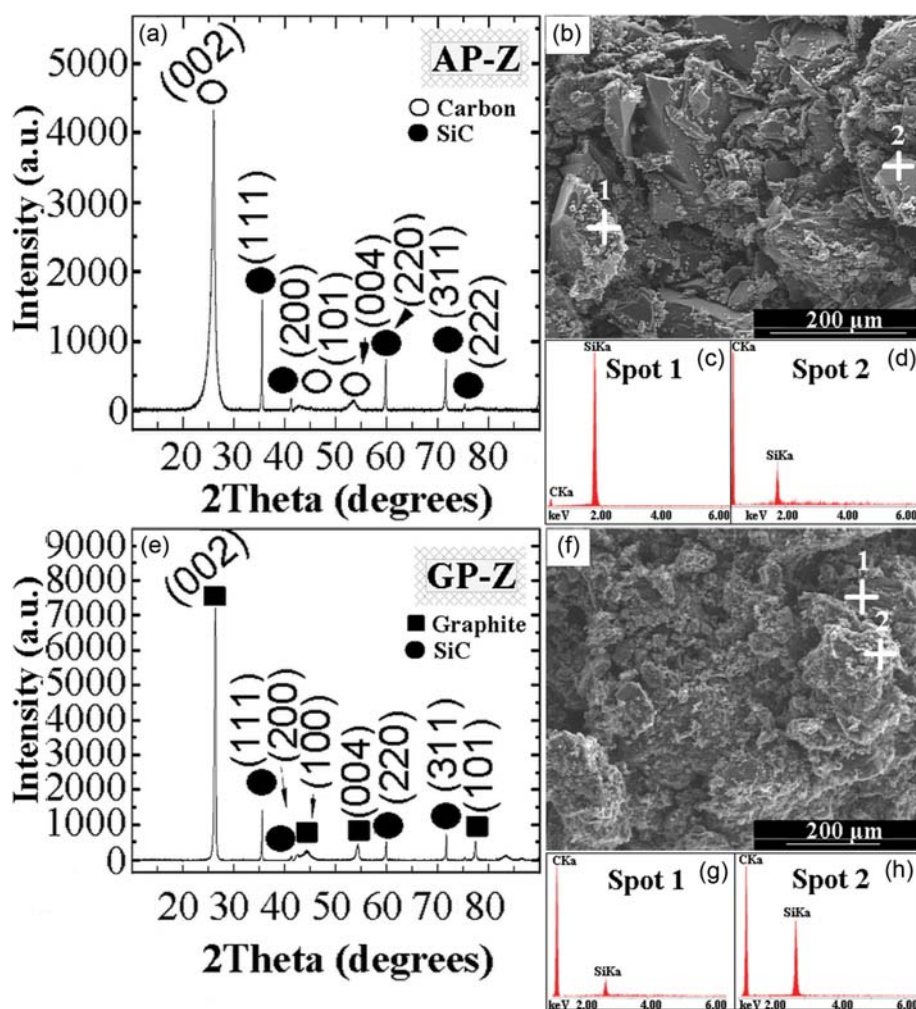 (a)
AP-Z
(002)
Carbon
SiC
(111)
(200)
(101)
(004)
(220)
(311)
(222)
5000
4000
3000
2000
1000
0
Intensity (a.u.)
20 30 40 50 60 70 80
2Theta (degrees)
(b)
1
2
200 µm
SiKa
Spot 1
(c)
CKa
keV 2.00 4.00 6.00
CKa
Spot 2
(d)
SiKa
keV 2.00 4.00 6.00
(e)
GP-Z
(002)
Graphite
SiC
(111)
(200)
(100)
(004)
(220)
(311)
(101)
9000
8000
7000
6000
5000
4000
3000
2000
1000
0
Intensity (a.u.)
20 30 40 50 60 70 80
2Theta (degrees)
(f)
1
2
200 µm
CKa
Spot 1
(g)
SiKa
keV 2.00 4.00 6.00
CKa
Spot 2
(h)
SiKa
keV 2.00 4.00 6.00